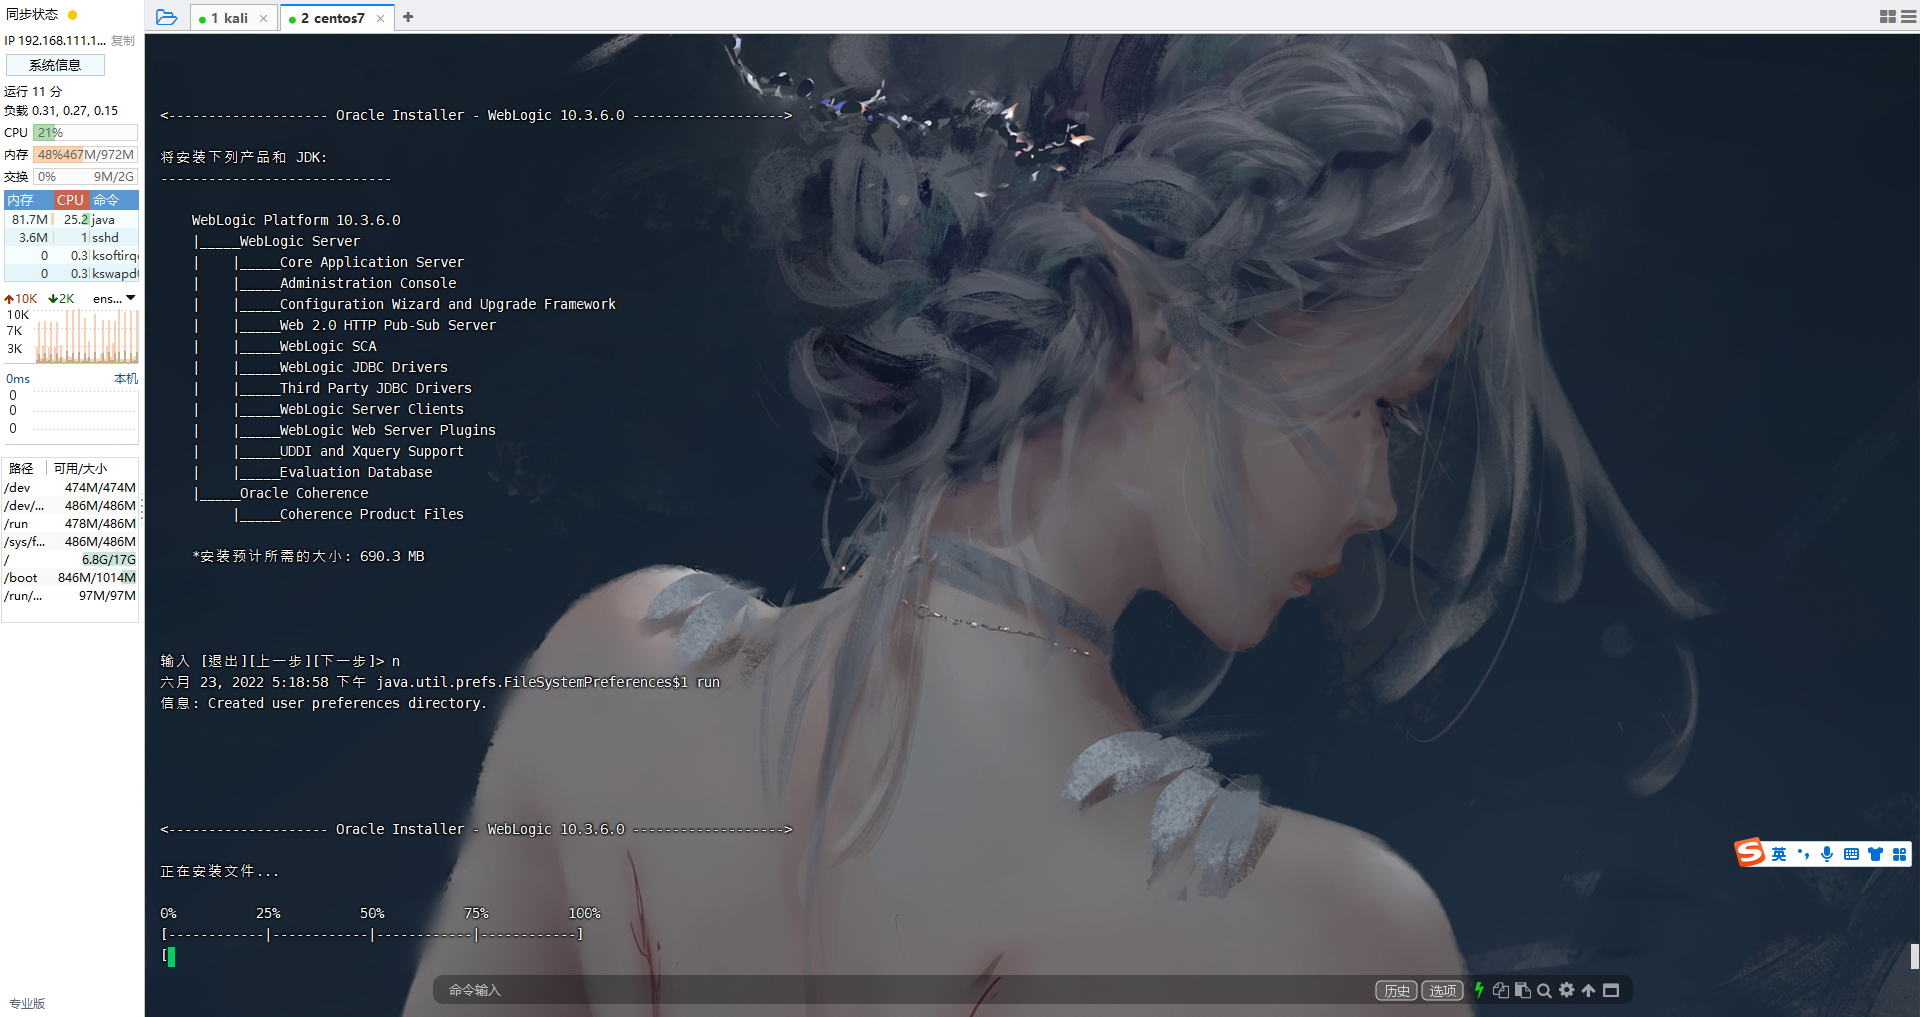 同步状态
IP 192.168.111.1... 复制
系统信息
运行 11 分
负载 0.31, 0.27, 0.15
CPU 21%
内存 48% 467M/972M
交换 0% 9M/2G
内存 CPU 命令
81.7M 25.2 java
3.6M 1 sshd
0 0.3 ksoftirq
0 0.3 kswapd
10K 2K ens...
10K
7K
3K
0ms 本机
0
0
0
路径 可用/大小
/dev 474M/474M
/dev/... 486M/486M
/run 478M/486M
/sys/f... 486M/486M
/ 6.8G/17G
/boot 846M/1014M
/run/... 97M/97M
专业版
1 kali × 2 centos7 × +
<-------------------- Oracle Installer - WebLogic 10.3.6.0 ------------------->
将安装下列产品和 JDK:
-----------------------------
WebLogic Platform 10.3.6.0
|_____WebLogic Server
|    |_____Core Application Server
|    |_____Administration Console
|    |_____Configuration Wizard and Upgrade Framework
|    |_____Web 2.0 HTTP Pub-Sub Server
|    |_____WebLogic SCA
|    |_____WebLogic JDBC Drivers
|    |_____Third Party JDBC Drivers
|    |_____WebLogic Server Clients
|    |_____WebLogic Web Server Plugins
|    |_____UDDI and Xquery Support
|    |_____Evaluation Database
|_____Oracle Coherence
     |_____Coherence Product Files
*安装预计所需的大小: 690.3 MB
输入 [退出][上一步][下一步]> n
六月 23, 2022 5:18:58 下午 java.util.prefs.FileSystemPreferences$1 run
信息: Created user preferences directory.
<-------------------- Oracle Installer - WebLogic 10.3.6.0 ------------------->
正在安装文件...
0%          25%          50%          75%          100%
[------------|------------|------------|------------]
[
命令输入 历史 选项
S 英